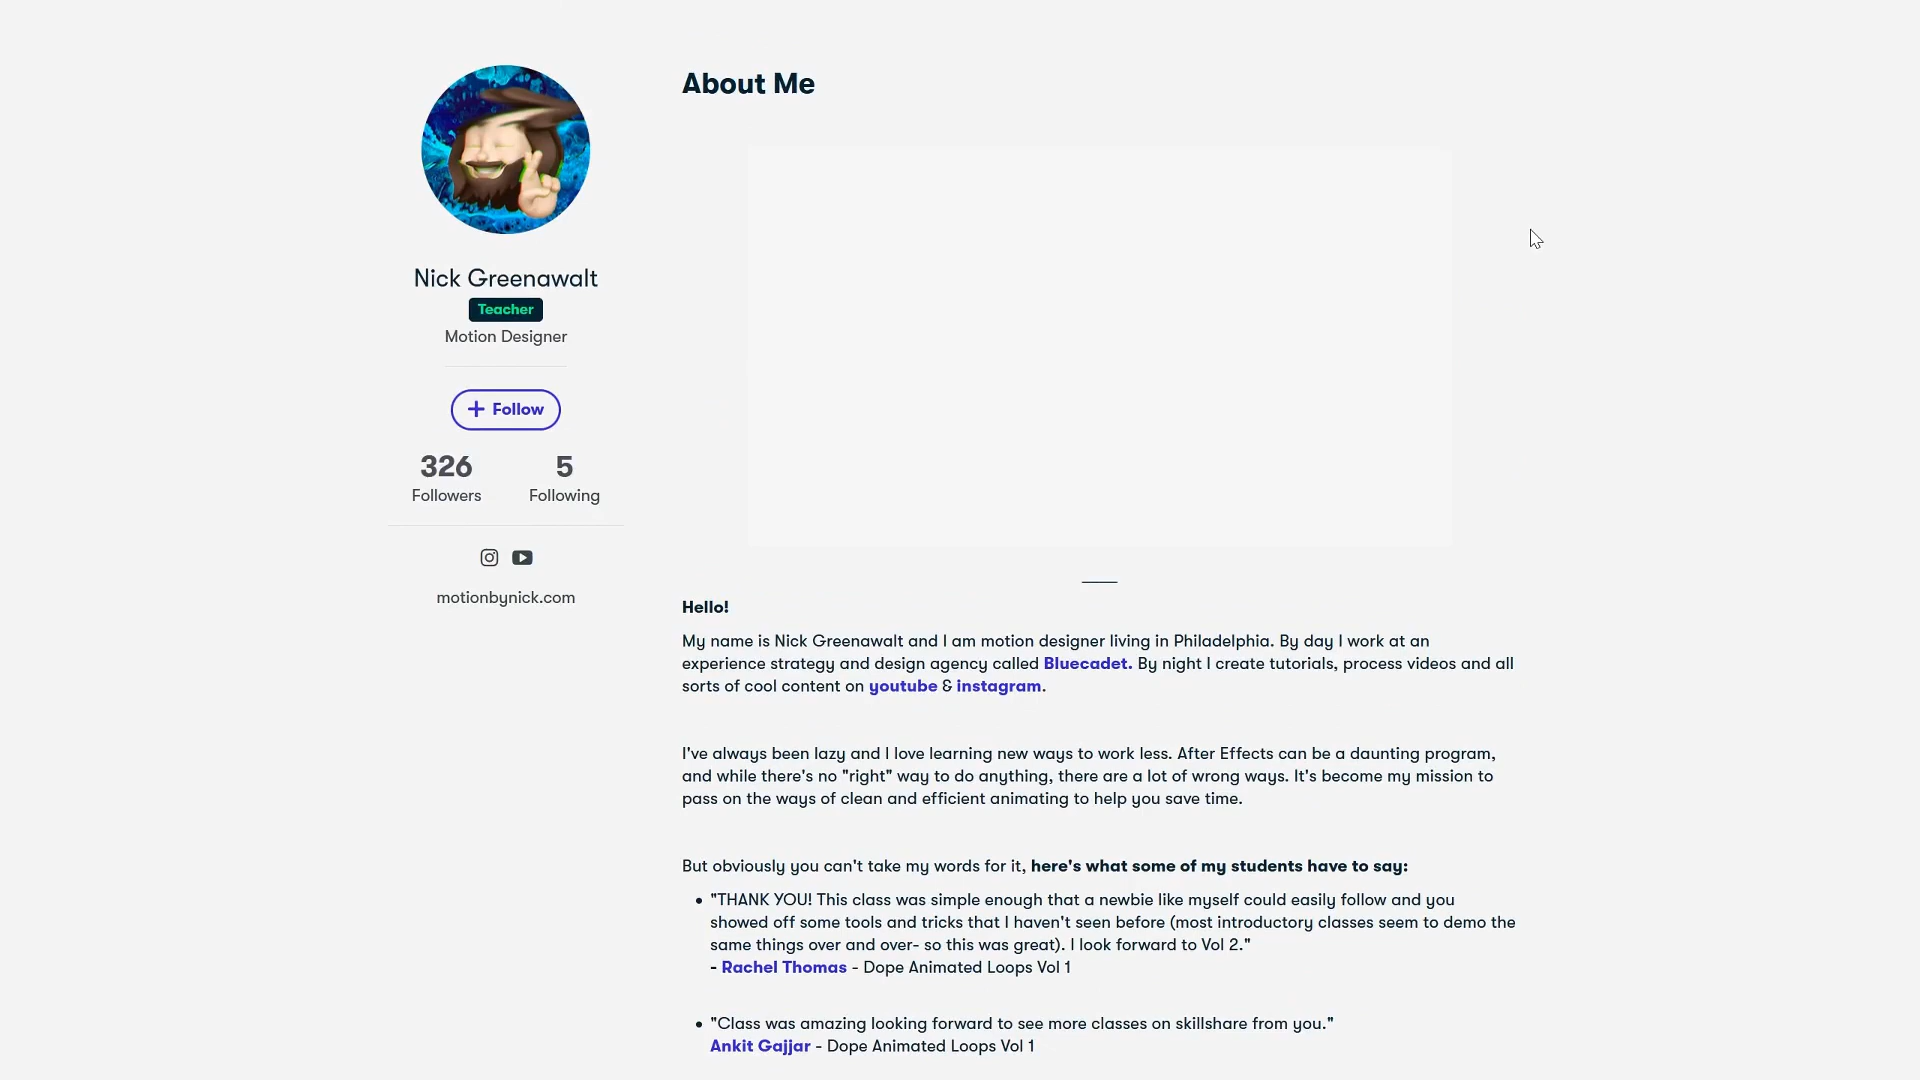 About Me
Nick Greenawalt
Teacher
Motion Designer
Follow
326
Followers
5
Following
motionbynick.com
Hello!
My name is Nick Greenawalt and I am motion designer living in Philadelphia. By day I work at an
experience strategy and design agency called Bluecadet. By night I create tutorials, process videos and all
sorts of cool content on youtube & instagram.
I've always been lazy and I love learning new ways to work less. After Effects can be a daunting program,
and while there's no "right" way to do anything, there are a lot of wrong ways. It's become my mission to
pass on the ways of clean and efficient animating to help you save time.
But obviously you can't take my words for it, here's what some of my students have to say:
• "THANK YOU! This class was simple enough that a newbie like myself could easily follow and you
showed off some tools and tricks that I haven't seen before (most introductory classes seem to demo the
same things over and over- so this was great). I look forward to Vol 2."
- Rachel Thomas - Dope Animated Loops Vol 1
• "Class was amazing looking forward to see more classes on skillshare from you."
Ankit Gajjar - Dope Animated Loops Vol 1